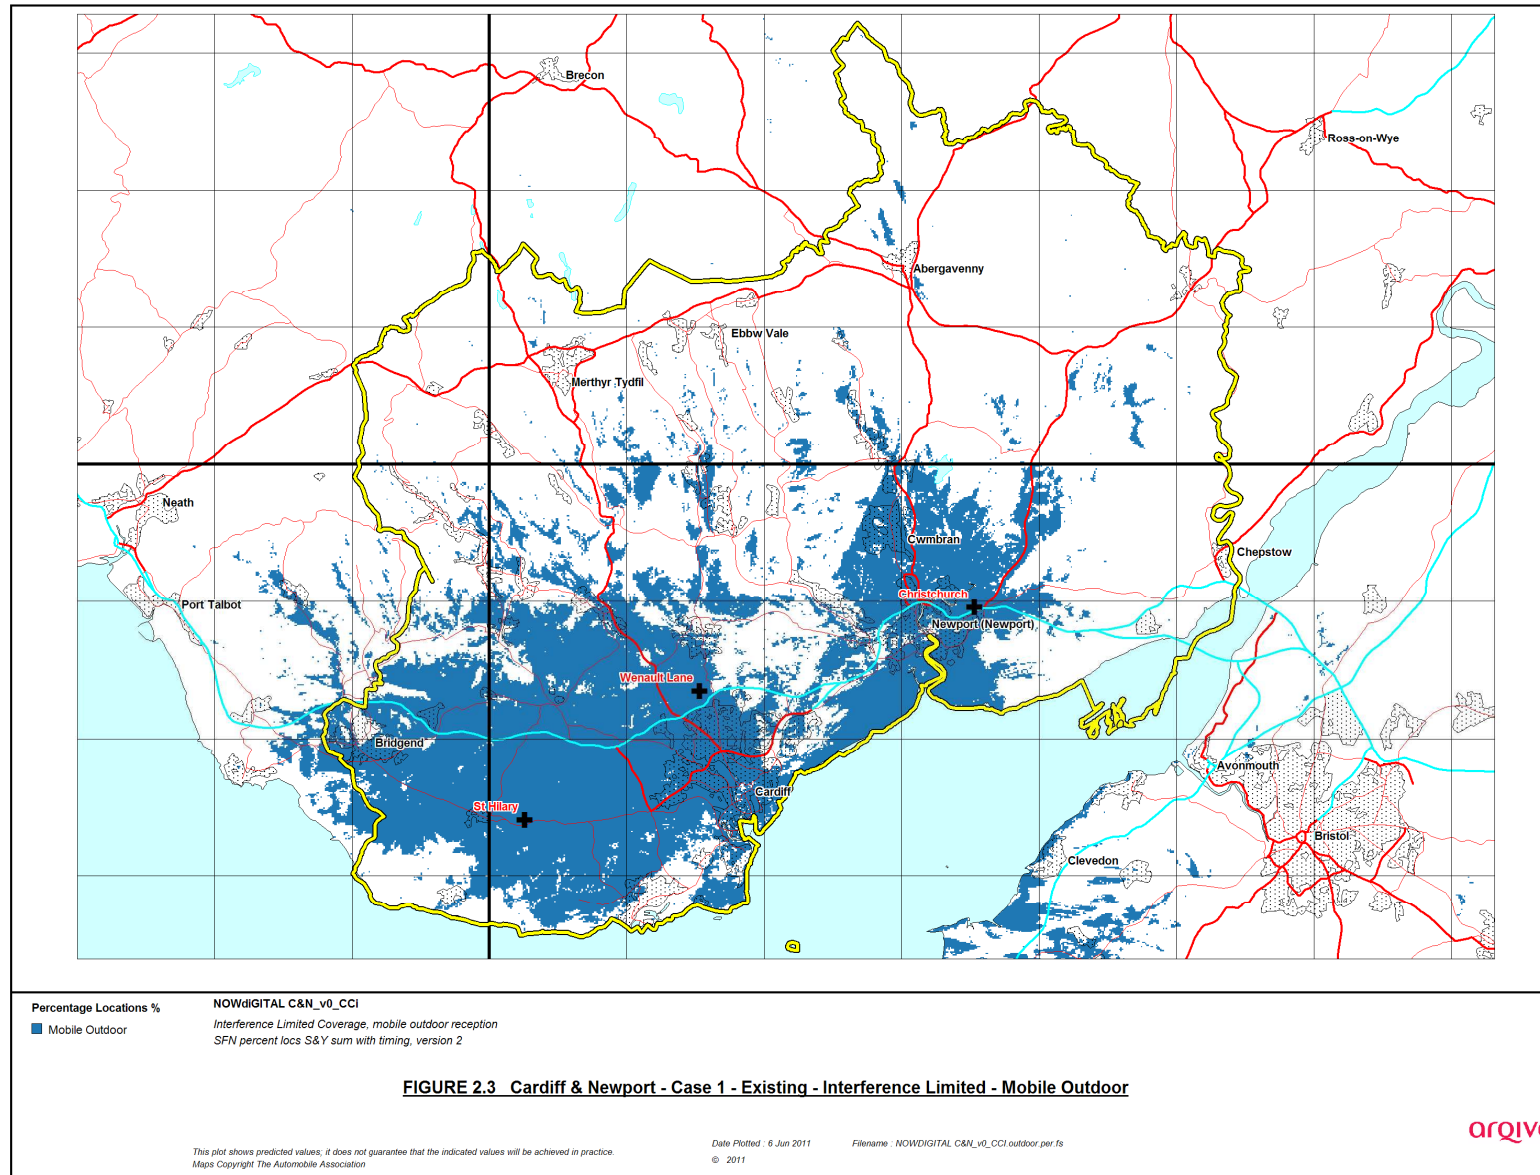 Brecon
Ross-on-Wye
Abergavenny
Ebbw Vale
Merthyr Tydfil
Neath
Cwmbran
Chepstow
Christchurch
Port Talbot
Newport (Newport)
Wenault Lane
Bridgend
Avonmouth
Cardiff
St Hilary
Bristol
Clevedon
Percentage Locations %
Mobile Outdoor
NOWdiGITAL C&N_v0_CCi
Interference Limited Coverage, mobile outdoor reception
SFN percent locs S&Y sum with timing, version 2
FIGURE 2.3 Cardiff & Newport - Case 1 - Existing - Interference Limited - Mobile Outdoor
This plot shows predicted values; it does not guarantee that the indicated values will be achieved in practice.
Maps Copyright The Automobile Association
Date Plotted : 6 Jun 2011
© 2011
Filename : NOWDIGITAL C&N_v0_CCI.outdoor.per.fs
arqiva